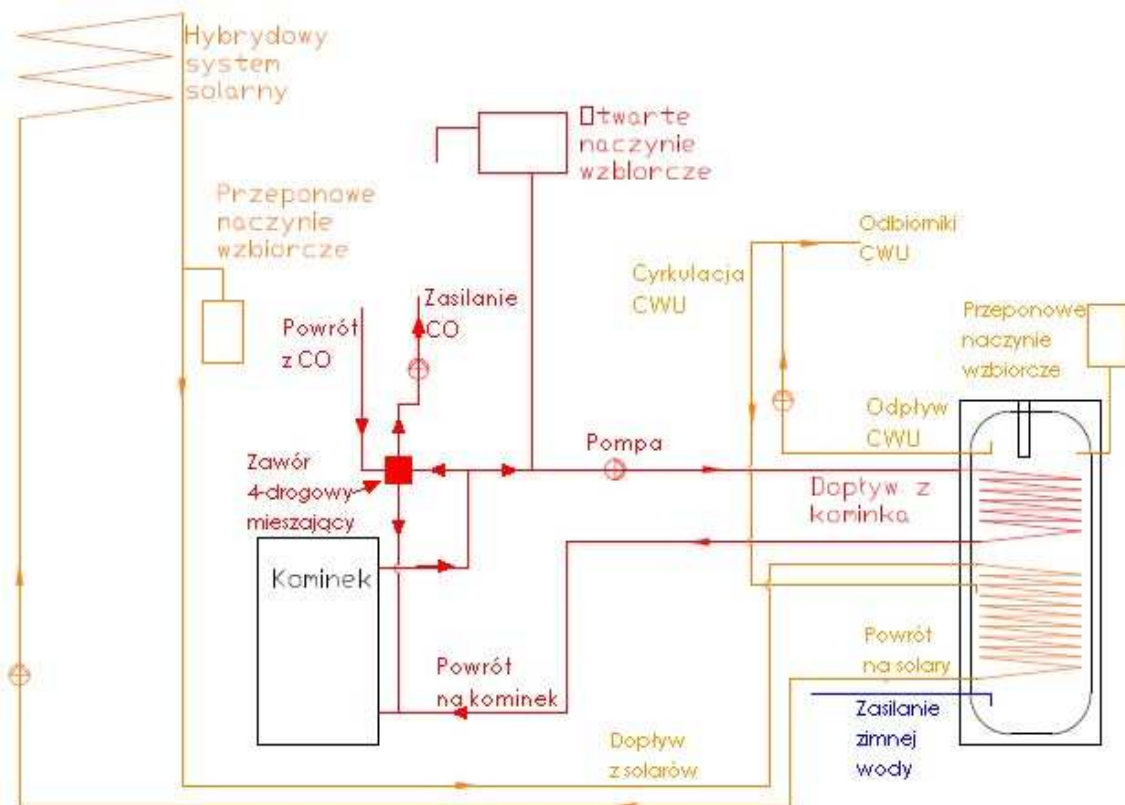 Hybrydowy
system
solarny
Otwarte
naczynie
wzbiorcze
Przeponowe
naczynie
wzbiorcze
Odbiorniki
CWU
Cyrkulacja
CWU
Zasilanie
CO
Powrót
z CO
Przeponowe
naczynie
wzbiorcze
Odpływ
CWU
Pompa
Zawór
4-drogowy
mieszający
Dopływ z
kominka
Kominek
Powrót
na kominek
Powrót
na solary
Zasilanie
zimnej
wody
Dopływ
z solarów